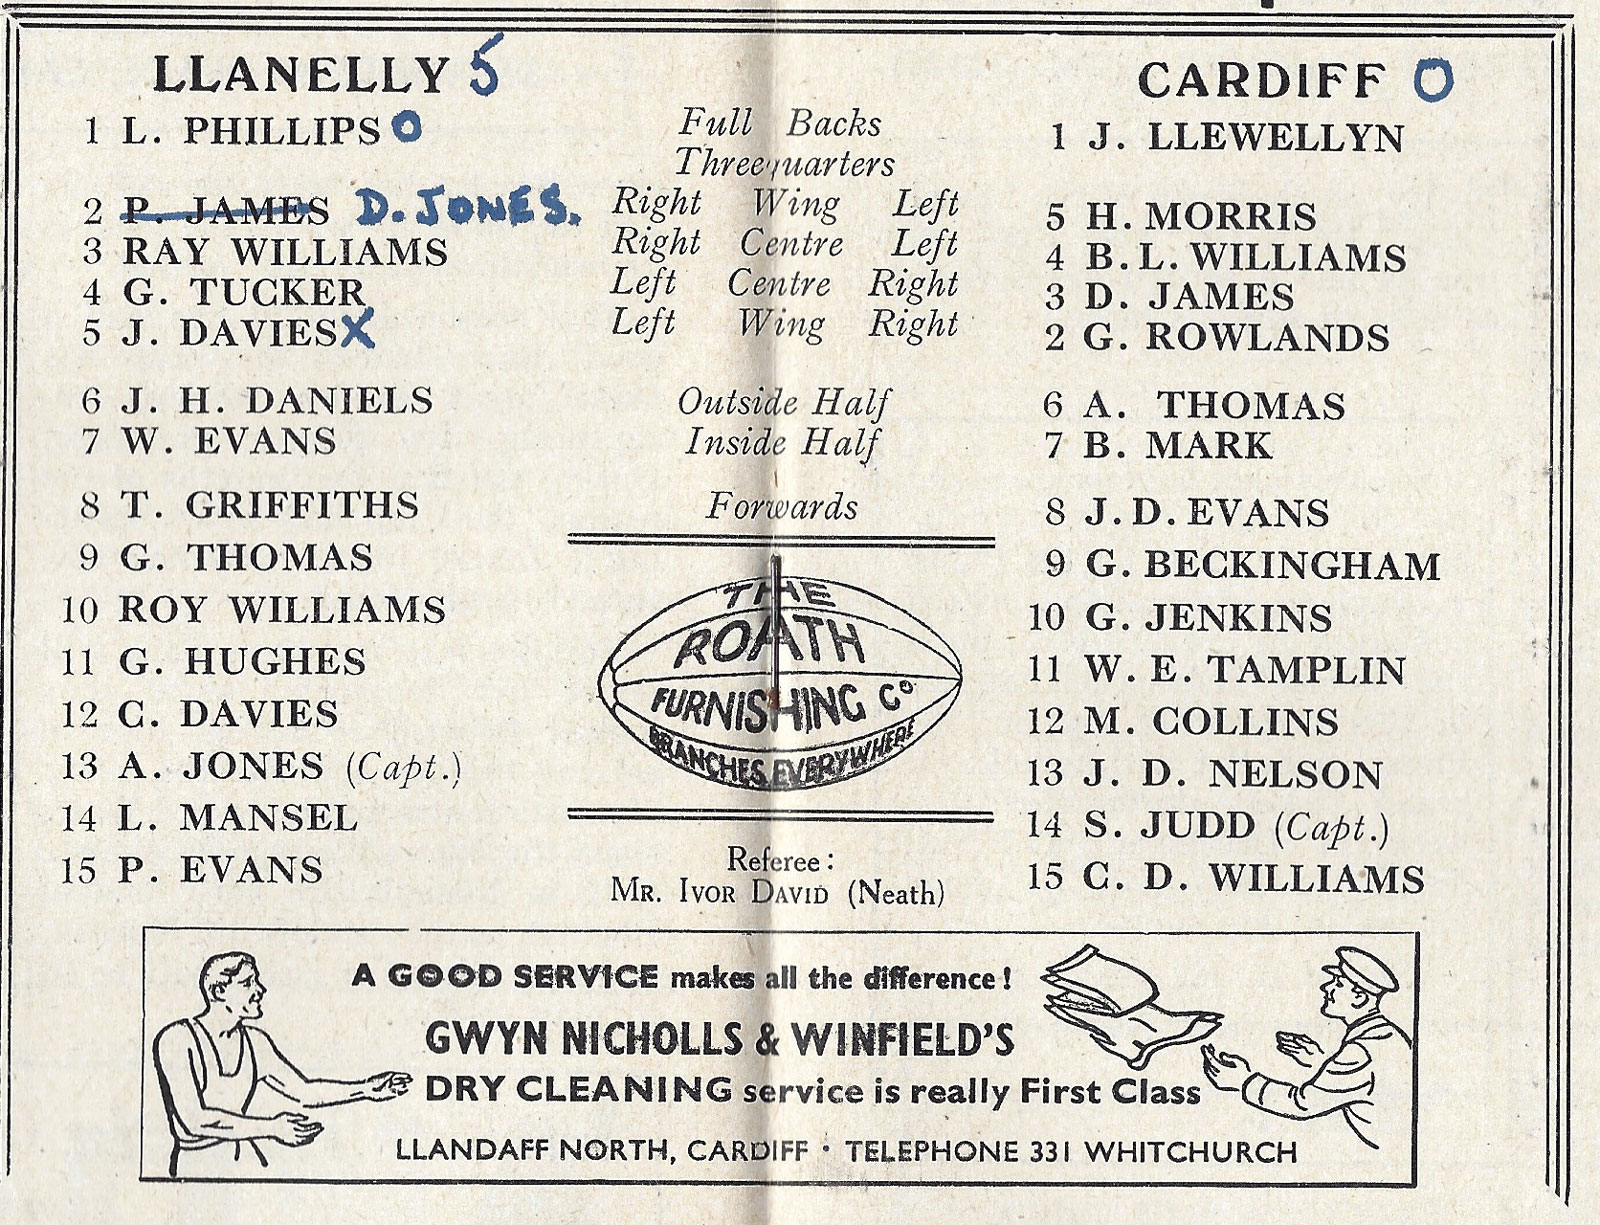 LLANELLY 5
1 L. PHILLIPS O
2 P. JAMES D. JONES.
3 RAY WILLIAMS
4 G. TUCKER
5 J. DAVIES X
6 J. H. DANIELS
7 W. EVANS
8 T. GRIFFITHS
9 G. THOMAS
10 ROY WILLIAMS
11 G. HUGHES
12 C. DAVIES
13 A. JONES (Capt.)
14 L. MANSEL
15 P. EVANS
Full Backs
Threequarters
Right Wing Left
Right Centre Left
Left Centre Right
Left Wing Right
Outside Half
Inside Half
Forwards
THE
ROATH
FURNISHING Co
BRANCHES EVERYWHERE
Referee:
MR. IVOR DAVID (Neath)
CARDIFF O
1 J. LLEWELLYN
5 H. MORRIS
4 B. L. WILLIAMS
3 D. JAMES
2 G. ROWLANDS
6 A. THOMAS
7 B. MARK
8 J. D. EVANS
9 G. BECKINGHAM
10 G. JENKINS
11 W. E. TAMPLIN
12 M. COLLINS
13 J. D. NELSON
14 S. JUDD (Capt.)
15 C. D. WILLIAMS
A GOOD SERVICE makes all the difference!
GWYN NICHOLLS & WINFIELD'S
DRY CLEANING service is really First Class
LLANDAFF NORTH, CARDIFF · TELEPHONE 331 WHITCHURCH